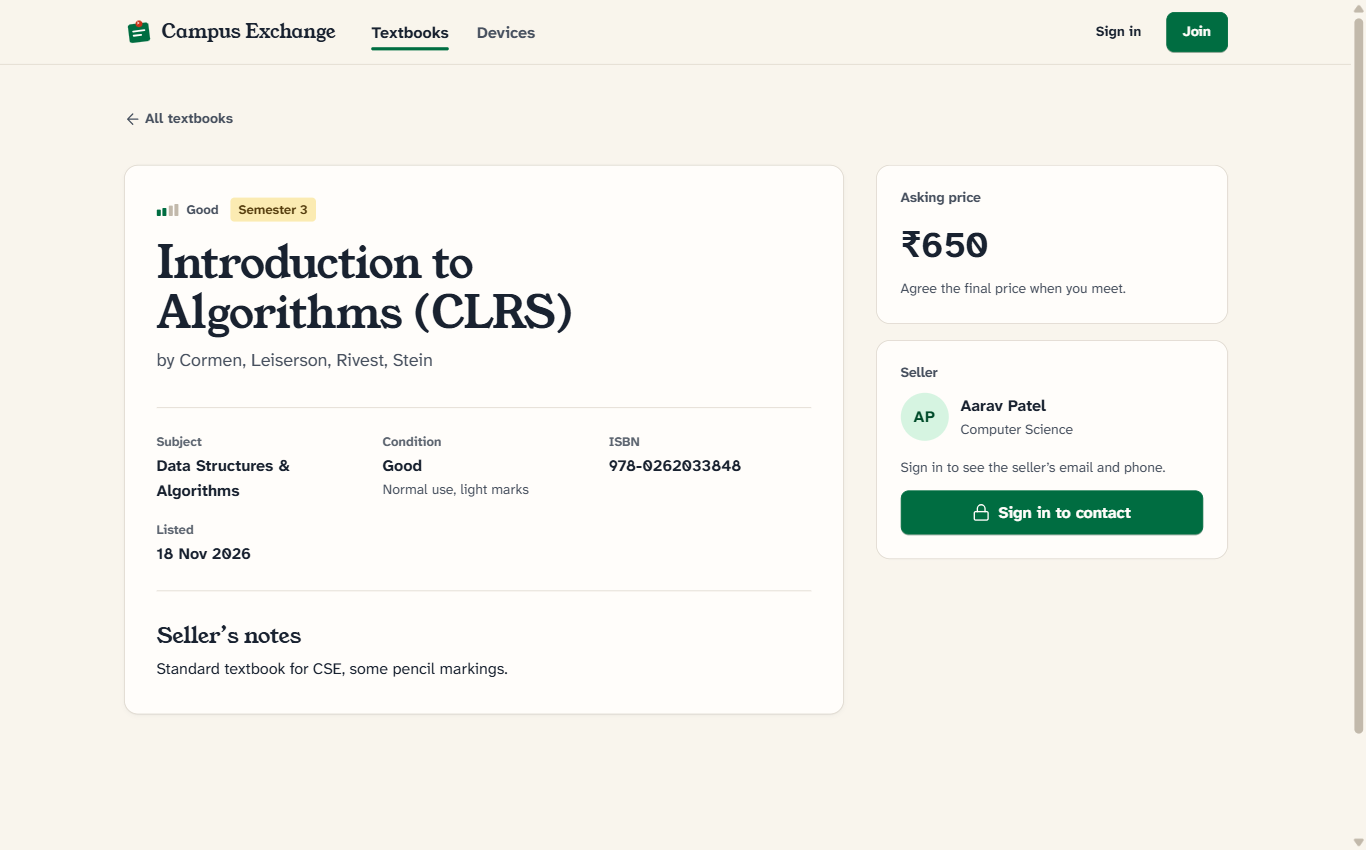 Campus Exchange
Textbooks
Devices
Sign in
Join
All textbooks
Good
Semester 3
Introduction to
Algorithms (CLRS)
by Cormen, Leiserson, Rivest, Stein
Subject
Data Structures &
Algorithms
Condition
Good
Normal use, light marks
ISBN
978-0262033848
Listed
18 Nov 2026
Seller’s notes
Standard textbook for CSE, some pencil markings.
Asking price
₹650
Agree the final price when you meet.
Seller
AP
Aarav Patel
Computer Science
Sign in to see the seller’s email and phone.
Sign in to contact